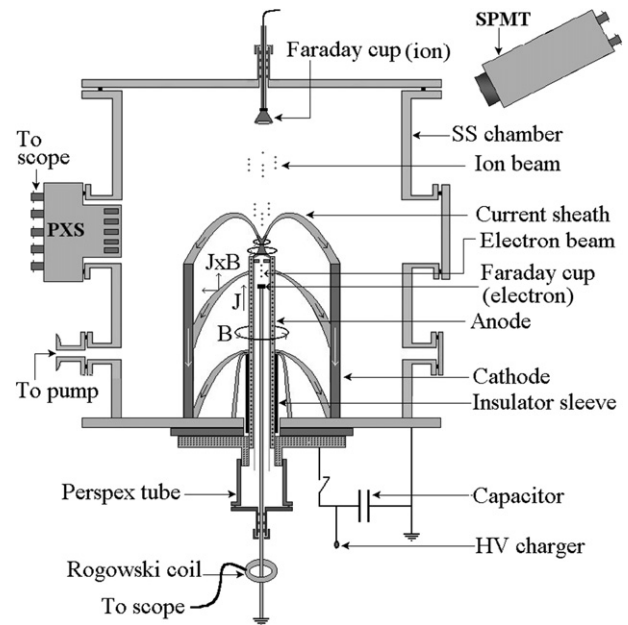 SPMT
Faraday cup (ion)
SS chamber
To
scope
Ion beam
PXS
Current sheath
Electron beam
JxB
Faraday cup
(electron)
J
Anode
B
To pump
Cathode
Insulator sleeve
Perspex tube
Capacitor
HV charger
Rogowski coil
To scope